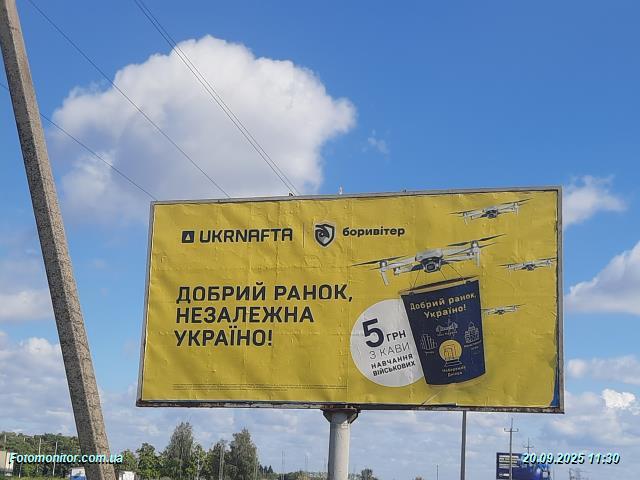 UKRNAFTA
боривітер
ДОБРИЙ РАНОК,
НЕЗАЛЕЖНА
УКРАЇНО!
5 ГРН
З КАВИ
НАВЧАННЯ
ВІЙСЬКОВИХ
Добрий ранок,
Україно!
Fotomonitor.com.ua
20.09.2025 11:30